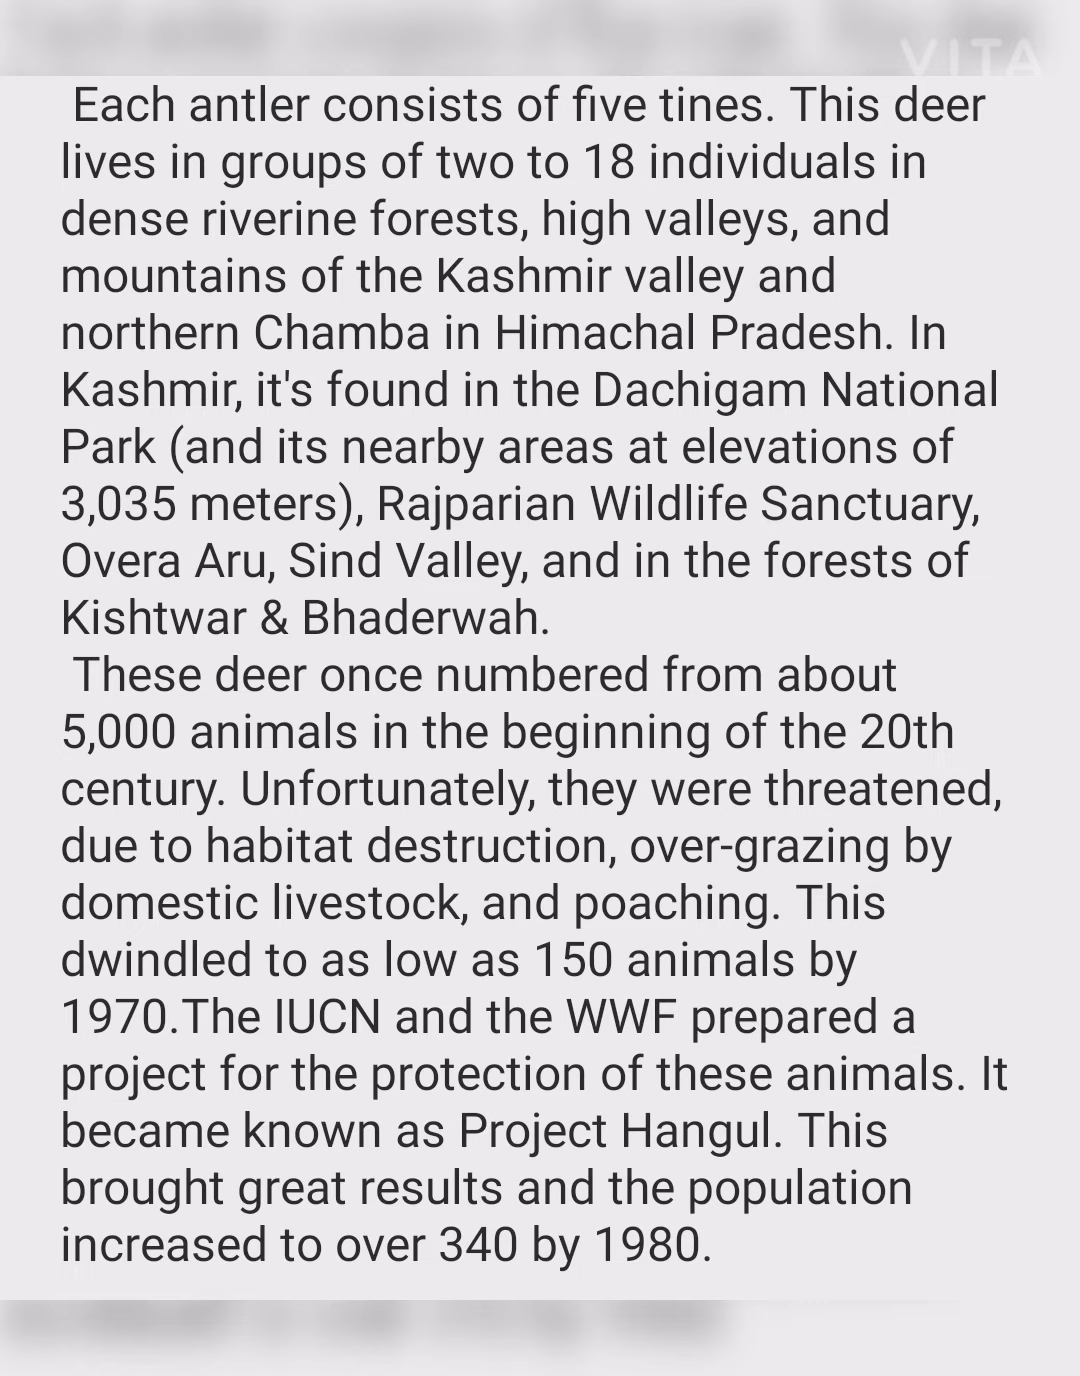 VITA
Each antler consists of five tines. This deer
lives in groups of two to 18 individuals in
dense riverine forests, high valleys, and
mountains of the Kashmir valley and
northern Chamba in Himachal Pradesh. In
Kashmir, it's found in the Dachigam National
Park (and its nearby areas at elevations of
3,035 meters), Rajparian Wildlife Sanctuary,
Overa Aru, Sind Valley, and in the forests of
Kishtwar & Bhaderwah.
These deer once numbered from about
5,000 animals in the beginning of the 20th
century. Unfortunately, they were threatened,
due to habitat destruction, over-grazing by
domestic livestock, and poaching. This
dwindled to as low as 150 animals by
1970.The IUCN and the WWF prepared a
project for the protection of these animals. It
became known as Project Hangul. This
brought great results and the population
increased to over 340 by 1980.